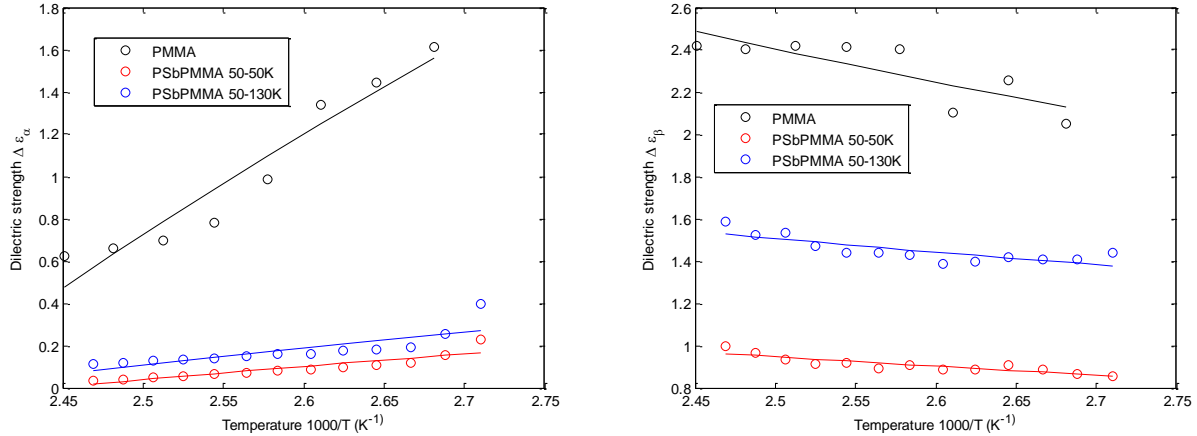 1.8
1.6
1.4
1.2
1
0.8
0.6
0.4
0.2
0
2.45 2.5 2.55 2.6 2.65 2.7 2.75
Dilectric strength Δ ε_α
Temperature 1000/T (K⁻¹)
PMMA
PSbPMMA 50-50K
PSbPMMA 50-130K
2.6
2.4
2.2
2
1.8
1.6
1.4
1.2
1
0.8
2.45 2.5 2.55 2.6 2.65 2.7 2.75
Dilectric strength Δ ε_β
Temperature 1000/T (K⁻¹)
PMMA
PSbPMMA 50-50K
PSbPMMA 50-130K